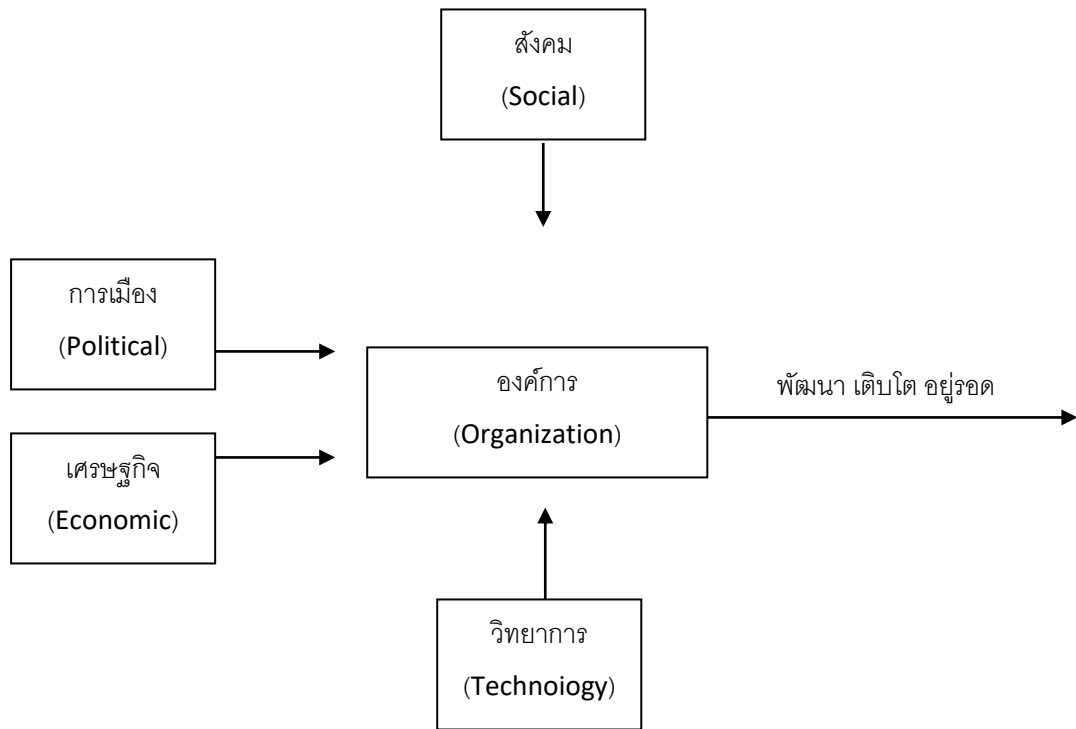 สังคม
(Social)
การเมือง
(Political)
องค์การ
(Organization)
พัฒนา เติบโต อยู่รอด
เศรษฐกิจ
(Economic)
วิทยาการ
(Technoiogy)